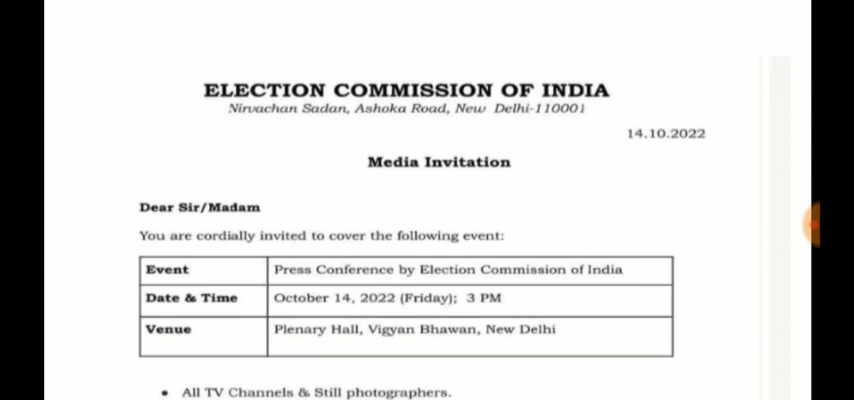 ELECTION COMMISSION OF INDIA
Nirvachan Sadan, Ashoka Road, New Delhi-110001
14.10.2022
Media Invitation
Dear Sir/Madam
You are cordially invited to cover the following event:
Event Press Conference by Election Commission of India
Date & Time October 14, 2022 (Friday); 3 PM
Venue Plenary Hall, Vigyan Bhawan, New Delhi
• All TV Channels & Still photographers.